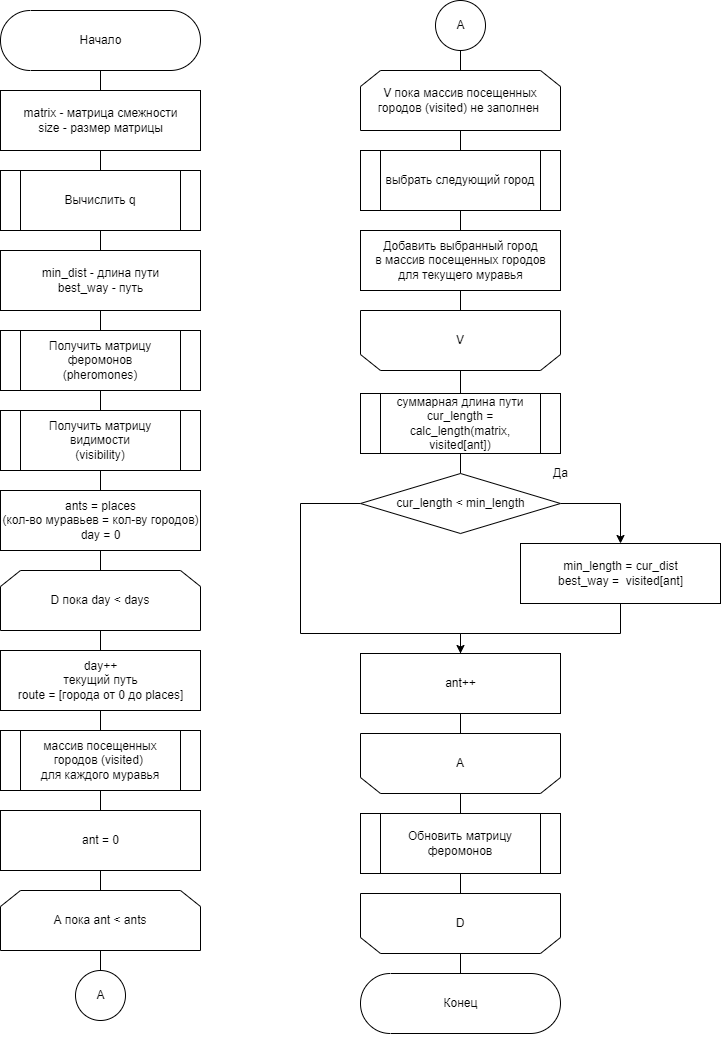 Начало
matrix - матрица смежности
size - размер матрицы
Вычислить q
min_dist - длина пути
best_way - путь
Получить матрицу
феромонов
(pheromones)
Получить матрицу
видимости
(visibility)
ants = places
(кол-во муравьев = кол-ву городов)
day = 0
D пока day < days
day++
текущий путь
route = [города от 0 до places]
массив посещенных
городов (visited)
для каждого муравья
ant = 0
А пока ant < ants
A
A
V пока массив посещенных
городов (visited) не заполнен
выбрать следующий город
Добавить выбранный город
в массив посещенных городов
для текущего муравья
V
суммарная длина пути
cur_length =
calc_length(matrix,
visited[ant])
Да
cur_length < min_length
min_length = cur_dist
best_way = visited[ant]
ant++
A
Обновить матрицу
феромонов
D
Конец